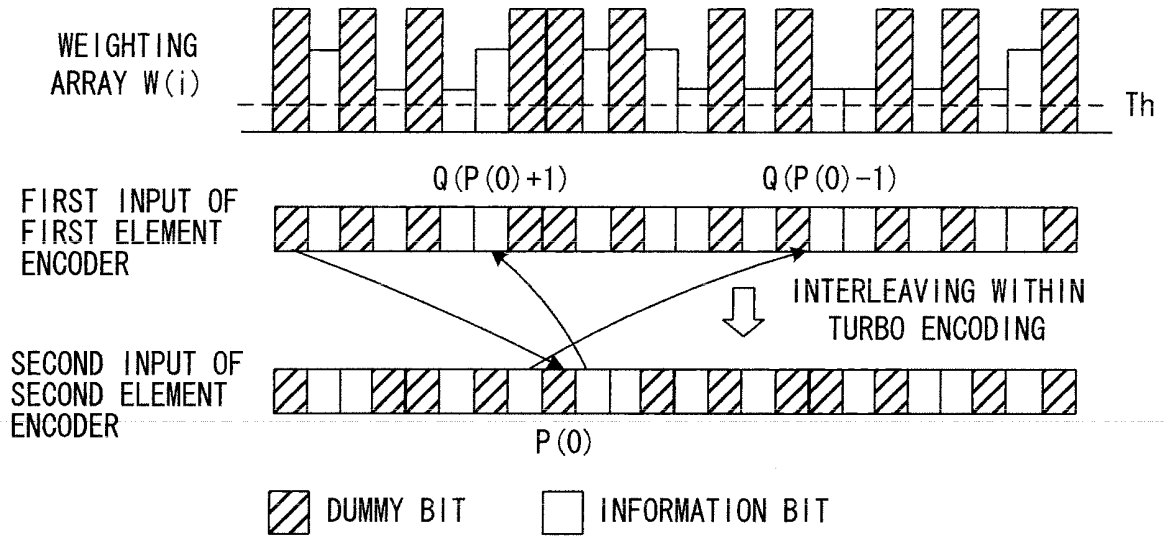 WEIGHTING
ARRAY W(i)
Th
Q(P(0)+1)
Q(P(0)-1)
FIRST INPUT OF
FIRST ELEMENT
ENCODER
INTERLEAVING WITHIN
TURBO ENCODING
SECOND INPUT OF
SECOND ELEMENT
ENCODER
P(0)
DUMMY BIT
INFORMATION BIT